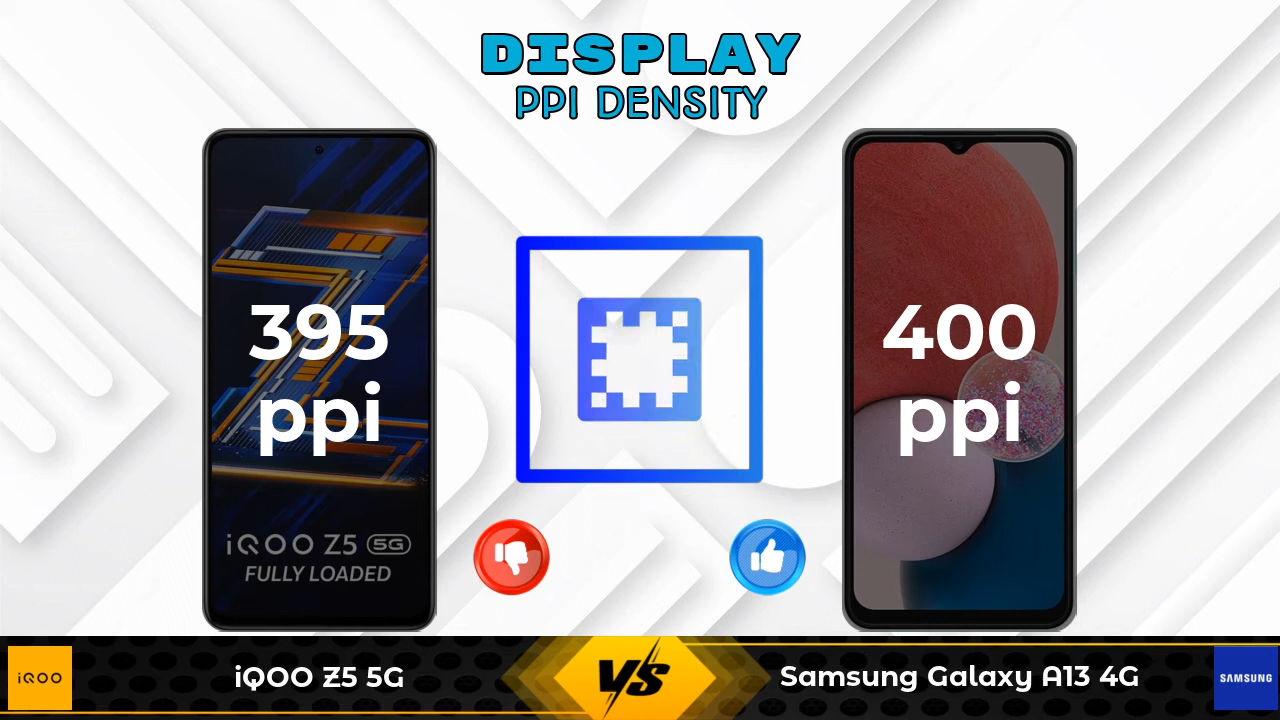 DISPLAY
PPI DENSITY
395
ppi
400
ppi
iQOO Z5 5G
FULLY LOADED
iQOO
iQOO Z5 5G
VS
Samsung Galaxy A13 4G
SAMSUNG